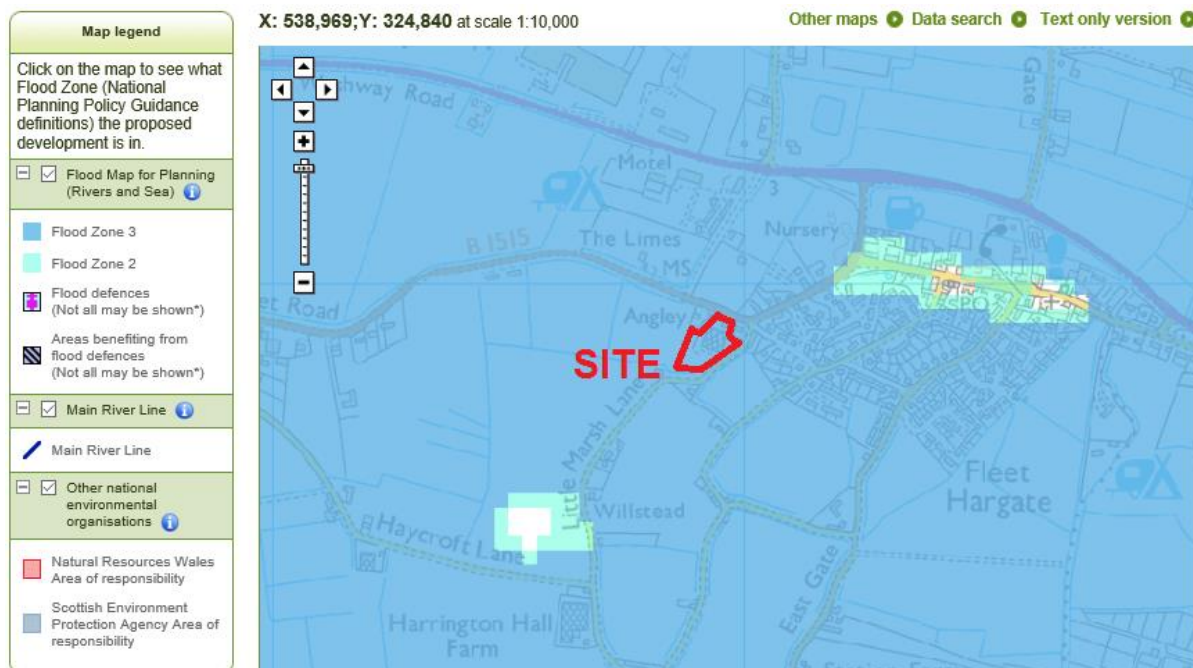 Map legend
Click on the map to see what
Flood Zone (National
Planning Policy Guidance
definitions) the proposed
development is in.
Flood Map for Planning
(Rivers and Sea)
Flood Zone 3
Flood Zone 2
Flood defences
(Not all may be shown*)
Areas benefiting from
flood defences
(Not all may be shown*)
Main River Line
Main River Line
Other national
environmental
organisations
Natural Resources Wales
Area of responsibility
Scottish Environment
Protection Agency Area of
responsibility
X: 538,969;Y: 324,840 at scale 1:10,000
Other maps Data search Text only version
Road
Gate
Motel
3
Nursery
B 1515
The Limes
MS
et Road
Angley
PO
SITE
Little Marsh Lane
Fleet
Hargate
Willstead
Haycroft Lane
East Gate
Harrington Hall
Farm